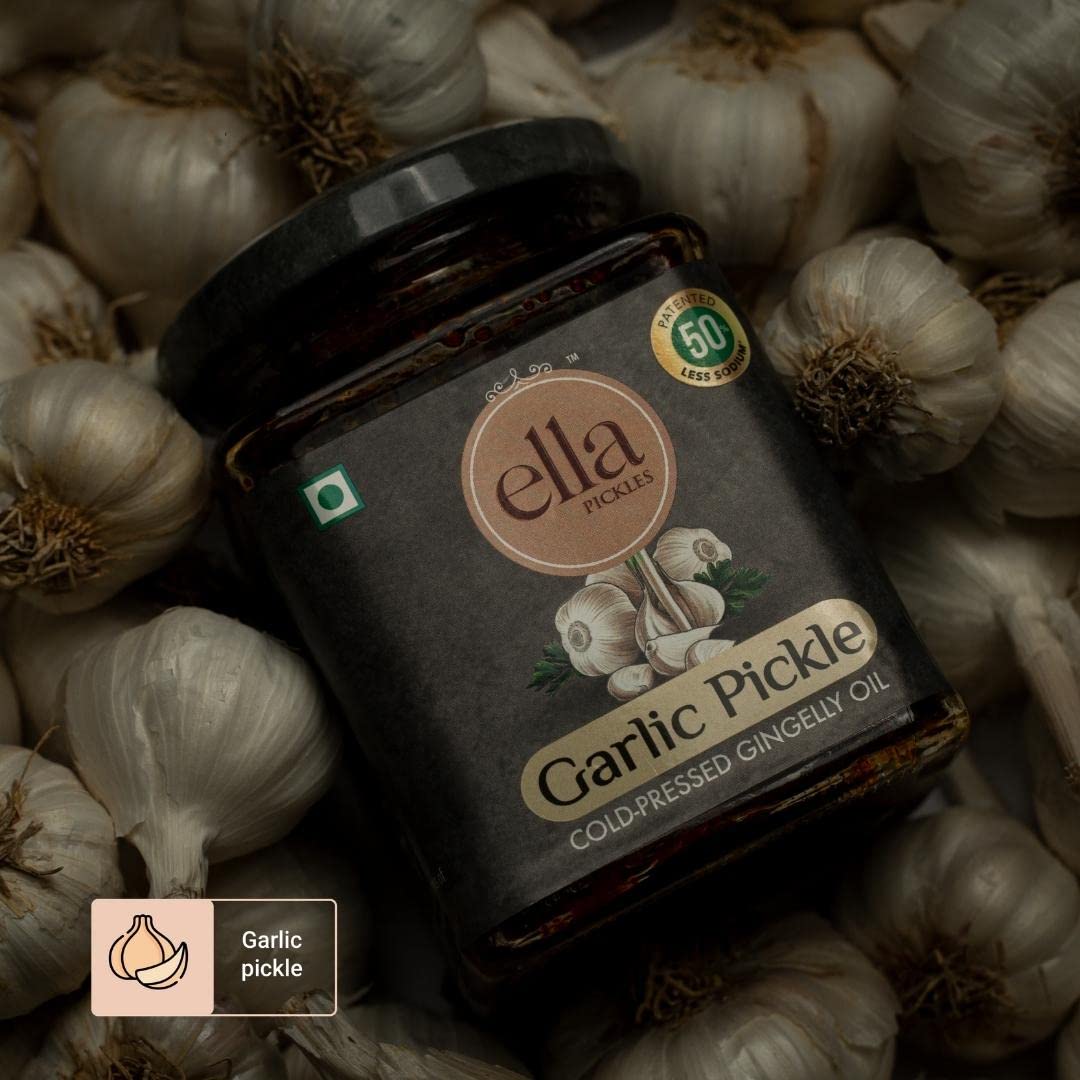 PATENTED
50%
LESS SODIUM
TM
ella
PICKLES
Garlic Pickle
COLD-PRESSED GINGELLY OIL
Garlic
pickle